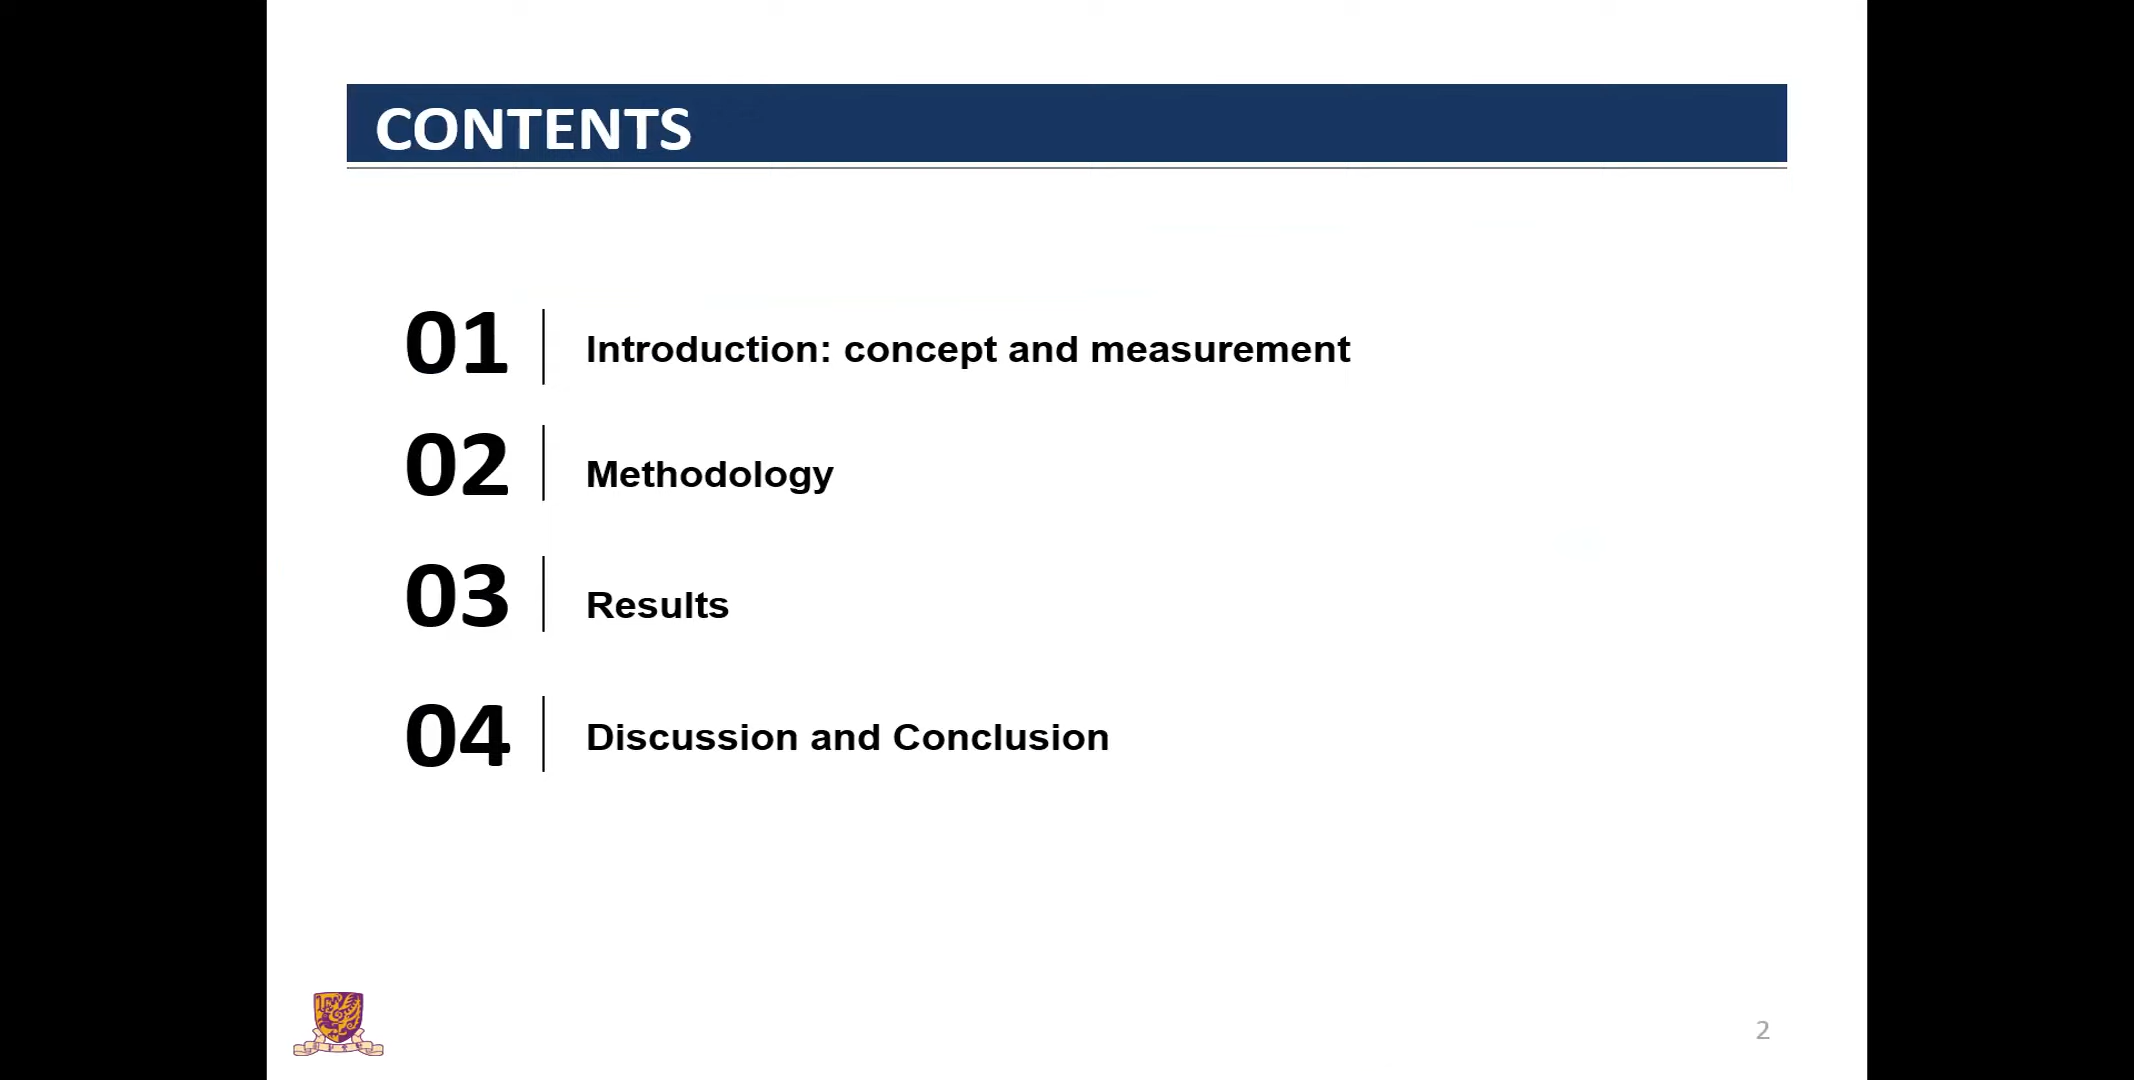 CONTENTS
01 Introduction: concept and measurement
02 Methodology
03 Results
04 Discussion and Conclusion
2